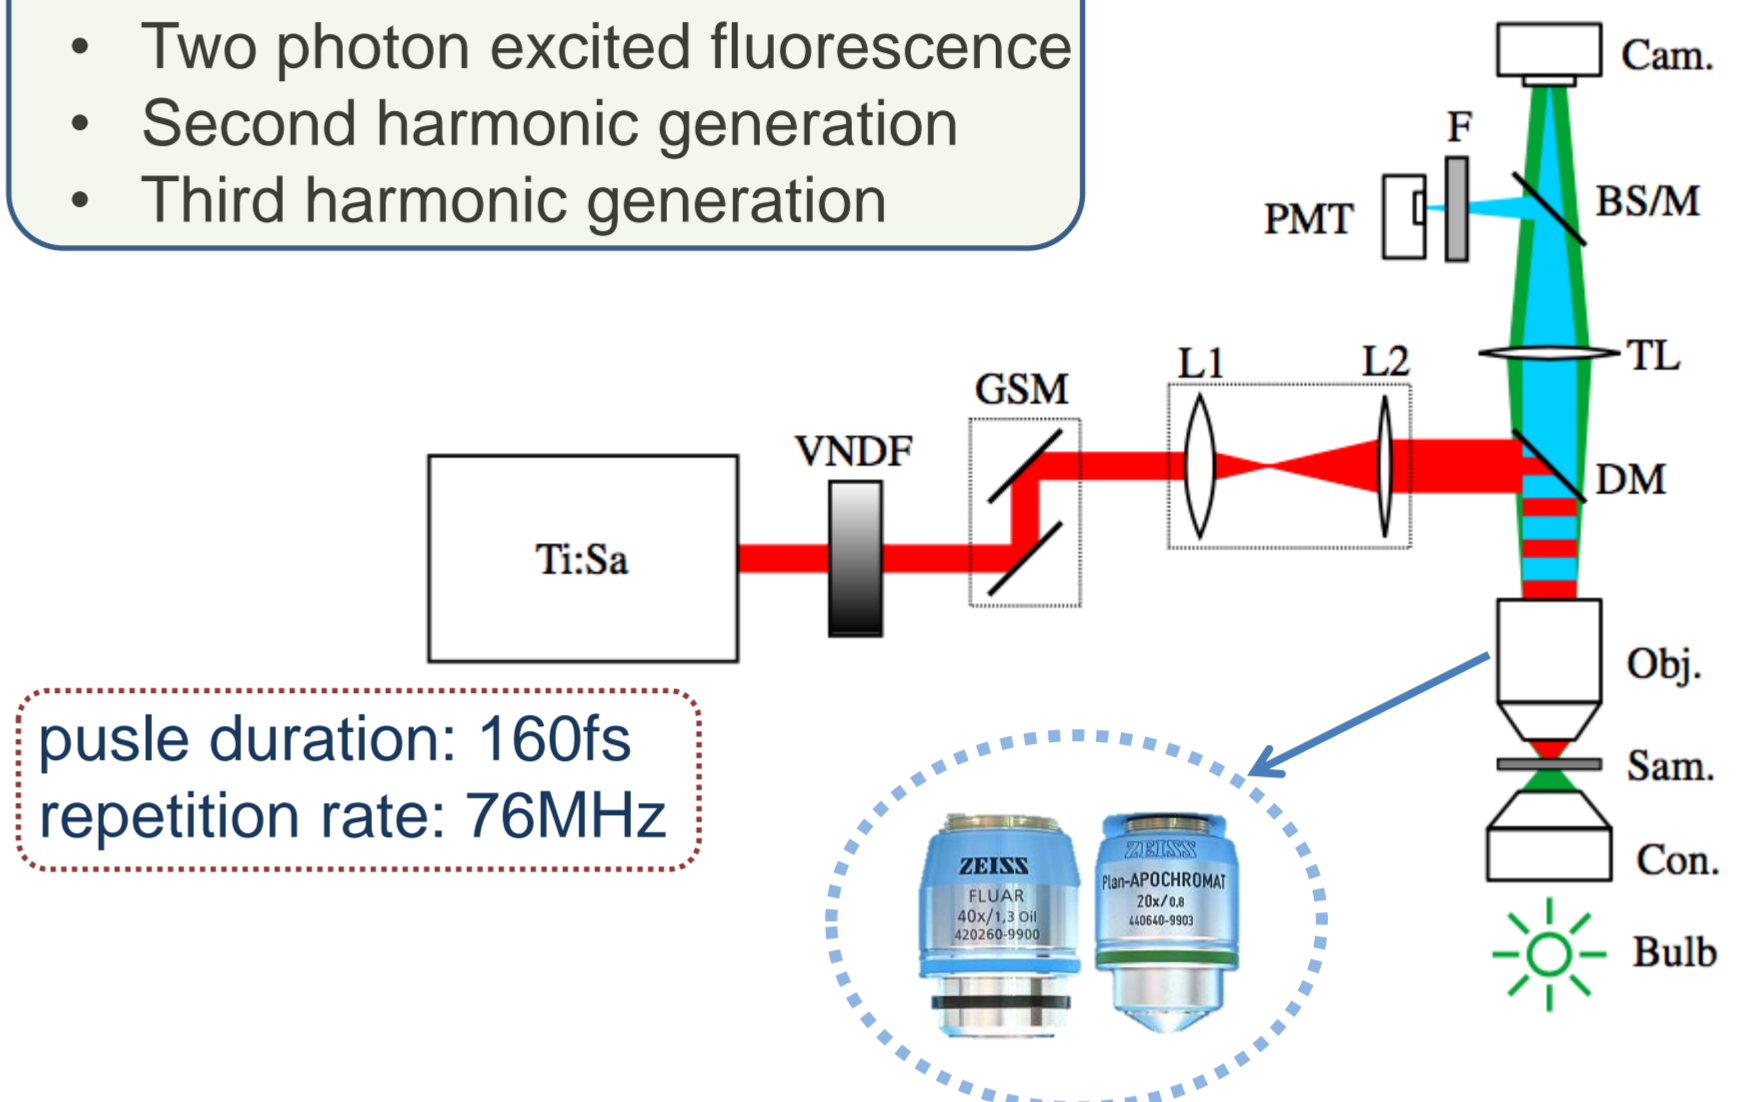 • Two photon excited fluorescence
• Second harmonic generation
• Third harmonic generation
Cam.
F
PMT
BS/M
TL
L1
L2
GSM
VNDF
DM
Ti:Sa
Obj.
pusle duration: 160fs
repetition rate: 76MHz
Sam.
Con.
Bulb
ZEISS
FLUAR
40x/1,3 Oil
420260-9900
ZEISS
Plan-APOCHROMAT
20x/0.8
440640-9903